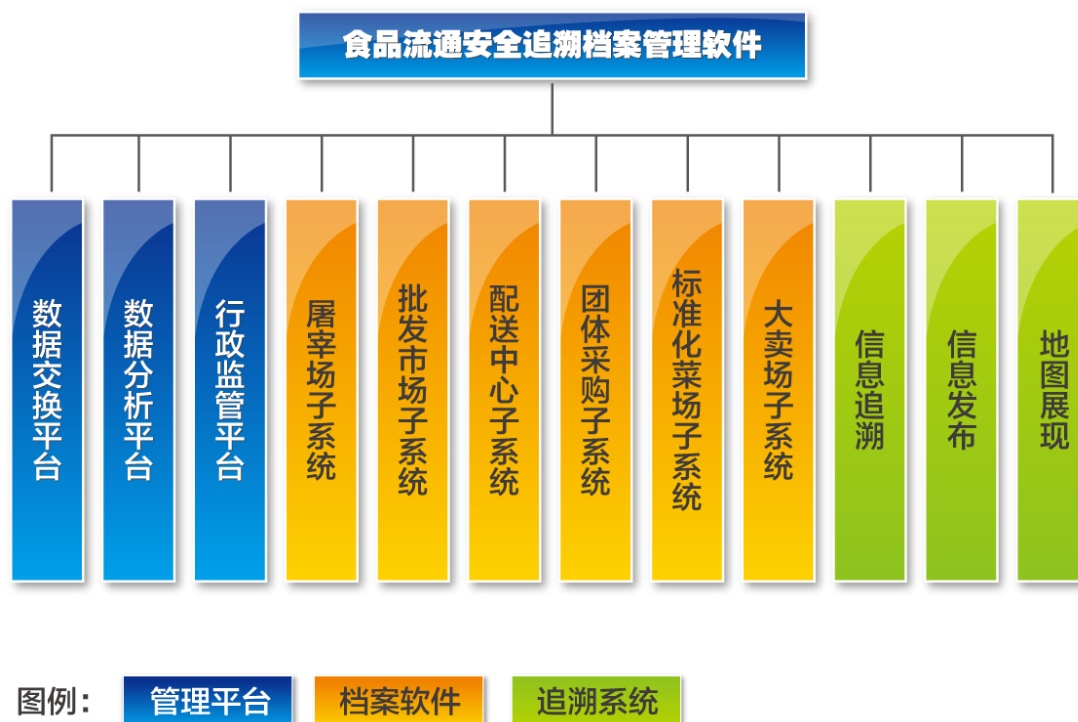 食品流通安全追溯档案管理软件
数据交换平台
数据分析平台
行政监管平台
屠宰场子系统
批发市场子系统
配送中心子系统
团体采购子系统
标准化菜场子系统
大卖场子系统
信息追溯
信息发布
地图展现
图例：
管理平台
档案软件
追溯系统